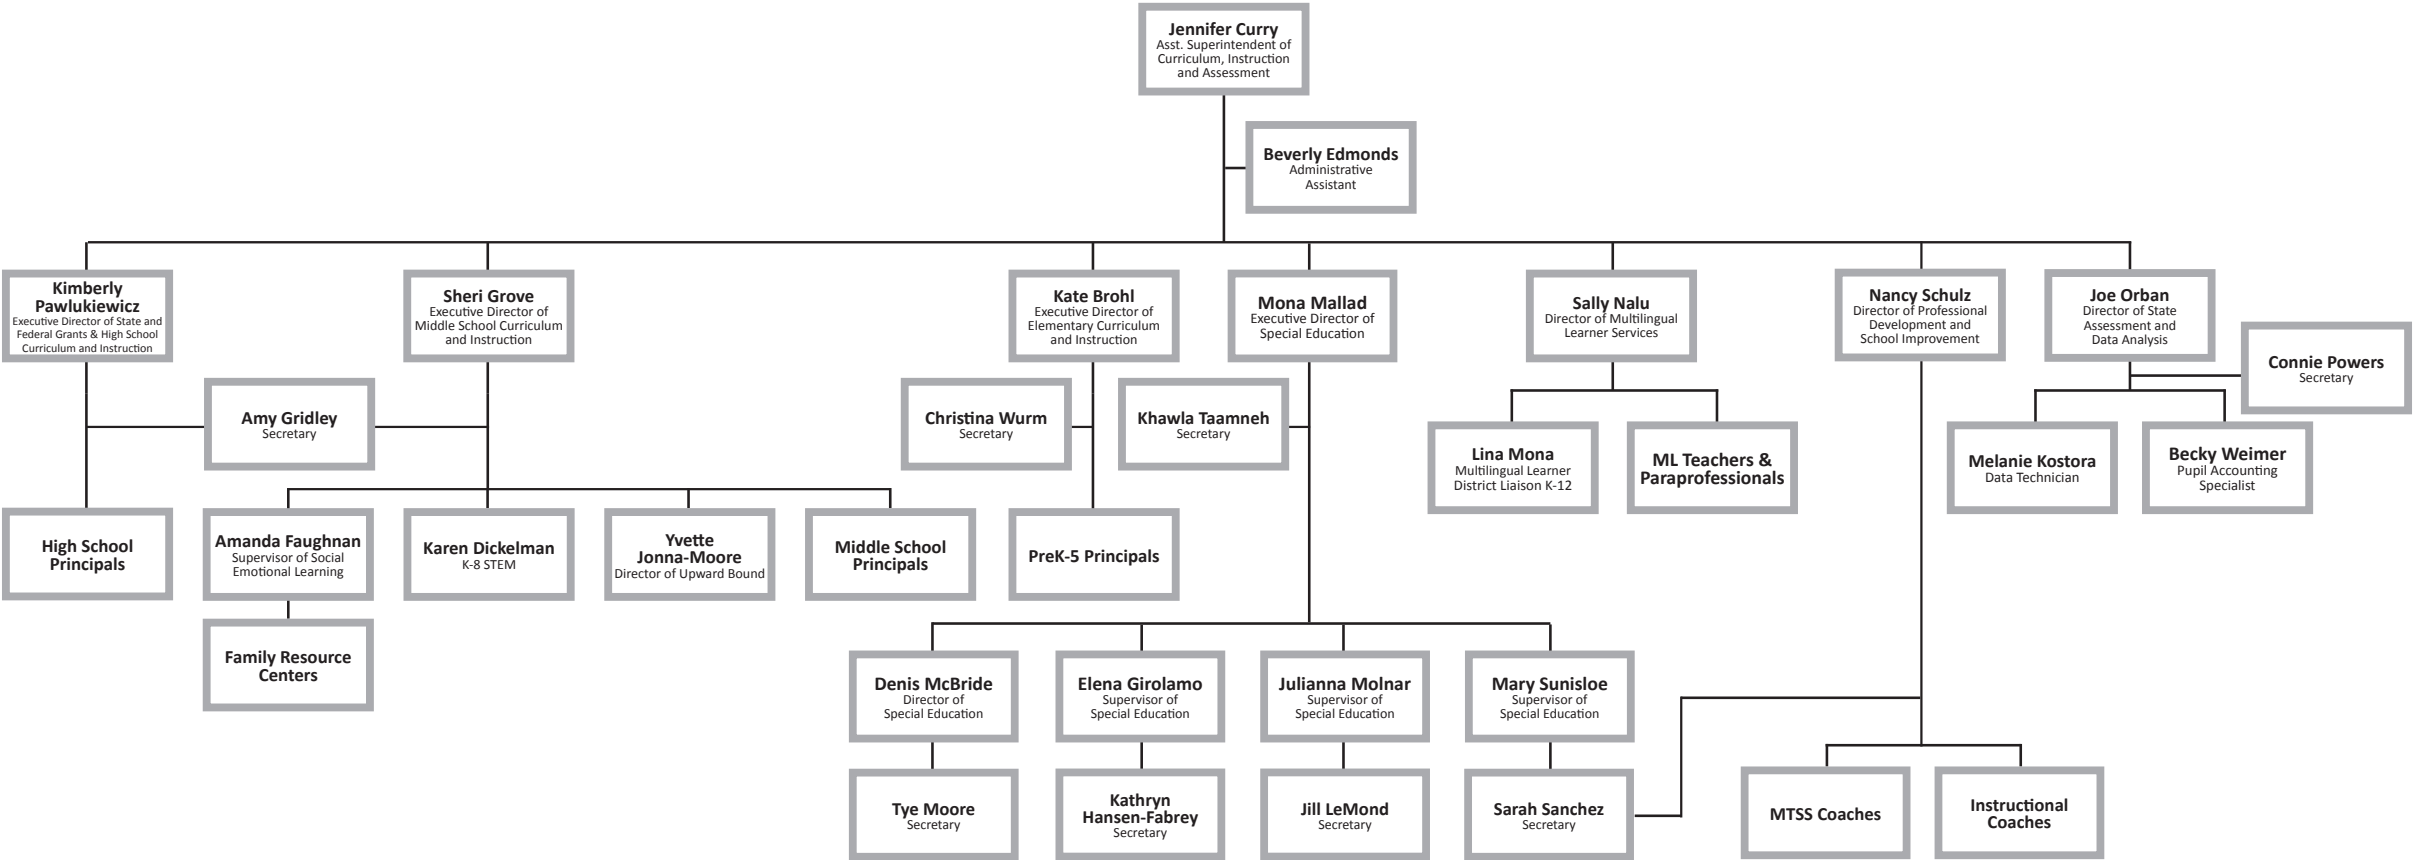 Jennifer Curry
Asst. Superintendent of
Curriculum, Instruction
and Assessment
Beverly Edmonds
Administrative
Assistant
Kimberly
Pawlukiewicz
Executive Director of State and
Federal Grants & High School
Curriculum and Instruction
Sheri Grove
Executive Director of
Middle School Curriculum
and Instruction
Kate Brohl
Executive Director of
Elementary Curriculum
and Instruction
Mona Mallad
Executive Director of
Special Education
Sally Nalu
Director of Multilingual
Learner Services
Nancy Schulz
Director of Professional
Development and
School Improvement
Joe Orban
Director of State
Assessment and
Data Analysis
Connie Powers
Secretary
Amy Gridley
Secretary
Christina Wurm
Secretary
Khawla Taamneh
Secretary
Lina Mona
Multilingual Learner
District Liaison K-12
ML Teachers &
Paraprofessionals
Melanie Kostora
Data Technician
Becky Weimer
Pupil Accounting
Specialist
High School
Principals
Amanda Faughnan
Supervisor of Social
Emotional Learning
Karen Dickelman
K-8 STEM
Yvette
Jonna-Moore
Director of Upward Bound
Middle School
Principals
PreK-5 Principals
Family Resource
Centers
Denis McBride
Director of
Special Education
Elena Girolamo
Supervisor of
Special Education
Julianna Molnar
Supervisor of
Special Education
Mary Sunisloe
Supervisor of
Special Education
Tye Moore
Secretary
Kathryn
Hansen-Fabrey
Secretary
Jill LeMond
Secretary
Sarah Sanchez
Secretary
MTSS Coaches
Instructional
Coaches